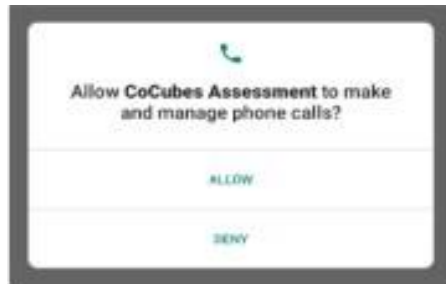 Allow CoCubes Assessment to make
and manage phone calls?
ALLOW
DENY